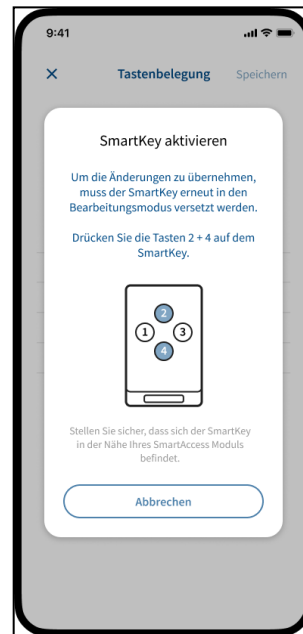 9:41
Tastenbelegung Speichern
SmartKey aktivieren
Um die Änderungen zu übernehmen,
muss der SmartKey erneut in den
Bearbeitungsmodus versetzt werden.
Drücken Sie die Tasten 2 + 4 auf dem
SmartKey.
2
1 3
4
Stellen Sie sicher, dass sich der SmartKey
in der Nähe Ihres SmartAccess Moduls
befindet.
Abbrechen